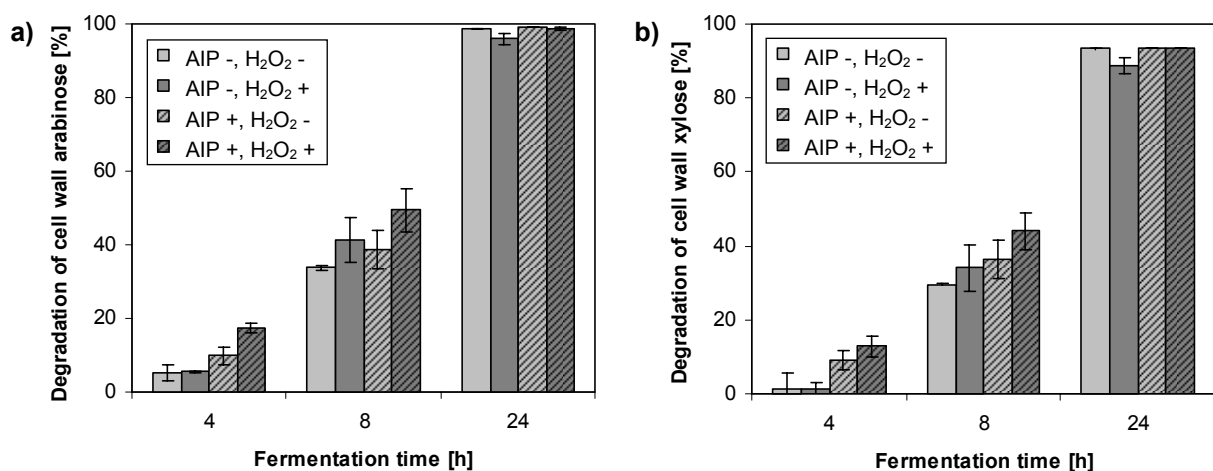 a)
Degradation of cell wall arabinose [%]
100
80
60
40
20
0
AIP -, H₂O₂ -
AIP -, H₂O₂ +
AIP +, H₂O₂ -
AIP +, H₂O₂ +
4 8 24
Fermentation time [h]
b)
Degradation of cell wall xylose [%]
100
80
60
40
20
0
AIP -, H₂O₂ -
AIP -, H₂O₂ +
AIP +, H₂O₂ -
AIP +, H₂O₂ +
4 8 24
Fermentation time [h]